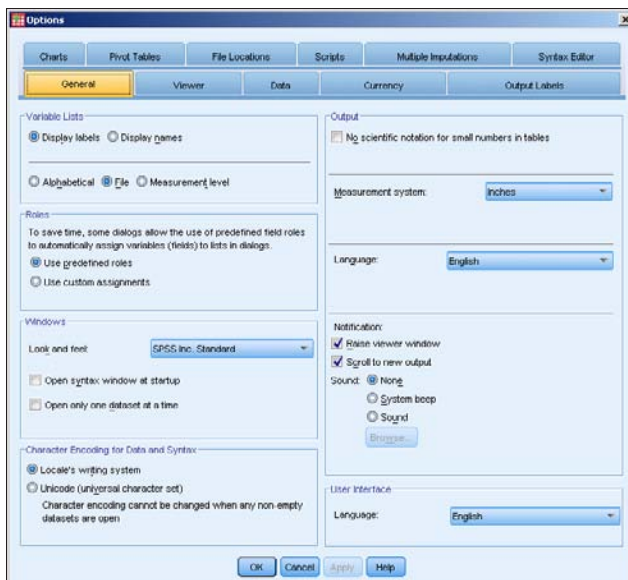 Options
Charts
Pivot Tables
File Locations
Scripts
Multiple Imputations
Syntax Editor
General
Viewer
Data
Currency
Output Labels
Variable Lists
Display labels
Display names
Alphabetical
File
Measurement level
Roles
To save time, some dialogs allow the use of predefined field roles
to automatically assign variables (fields) to lists in dialogs.
Use predefined roles
Use custom assignments
Windows
Look and feel: SPSS Inc. Standard
Open syntax window at startup
Open only one dataset at a time
Character Encoding for Data and Syntax
Locale's writing system
Unicode (universal character set)
Character encoding cannot be changed when any non-empty
datasets are open
Output
No scientific notation for small numbers in tables
Measurement system: Inches
Language: English
Notification:
Raise viewer window
Scroll to new output
Sound: None
System beep
Sound
Browse...
User Interface
Language: English
OK
Cancel
Apply
Help